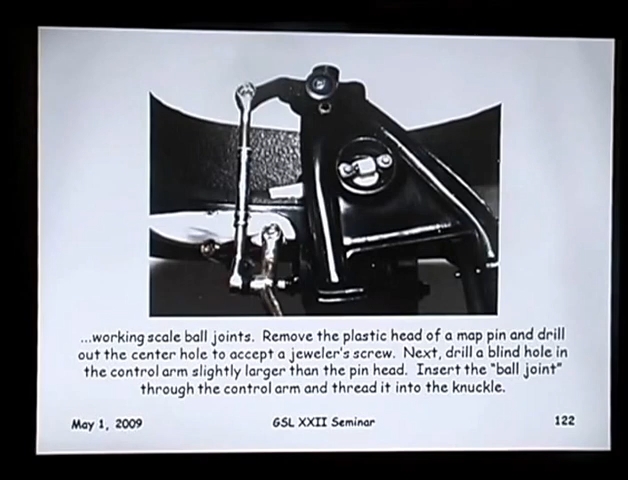 ...working scale ball joints. Remove the plastic head of a map pin and drill
out the center hole to accept a jeweler's screw. Next, drill a blind hole in
the control arm slightly larger than the pin head. Insert the "ball joint"
through the control arm and thread it into the knuckle.
May 1, 2009 GSL XXII Seminar 122